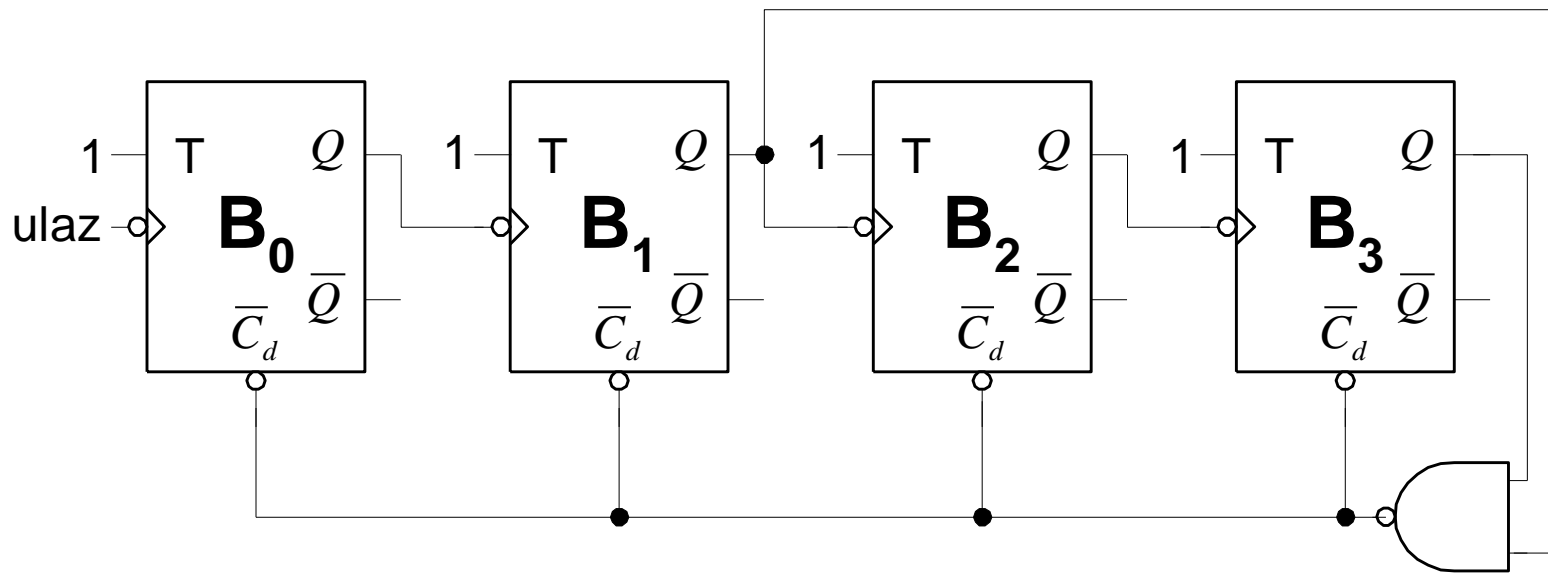 1 T Q 1 T Q 1 T Q 1 T Q
ulaz B₀ B₁ B₂ B₃
Q̅ Q̅ Q̅ Q̅
C̅d C̅d C̅d C̅d